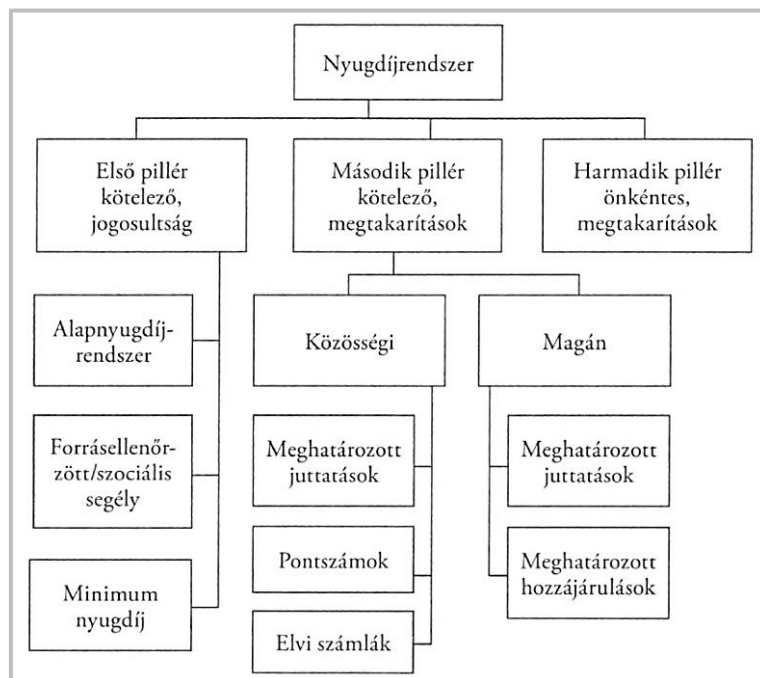 Nyugdíjrendszer
Első pillér
kötelező,
jogosultság
Második pillér
kötelező,
megtakarítások
Harmadik pillér
önkéntes,
megtakarítások
Alapnyugdíj-
rendszer
Forrásellenőr-
zött/szociális
segély
Minimum
nyugdíj
Közösségi
Meghatározott
juttatások
Pontszámok
Elvi számlák
Magán
Meghatározott
juttatások
Meghatározott
hozzájárulások